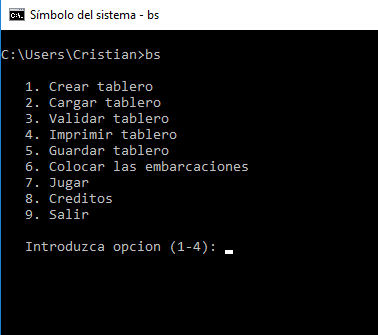 Símbolo del sistema - bs
C:\Users\Cristian>bs
1. Crear tablero
2. Cargar tablero
3. Validar tablero
4. Imprimir tablero
5. Guardar tablero
6. Colocar las embarcaciones
7. Jugar
8. Creditos
9. Salir
Introduzca opcion (1-4):